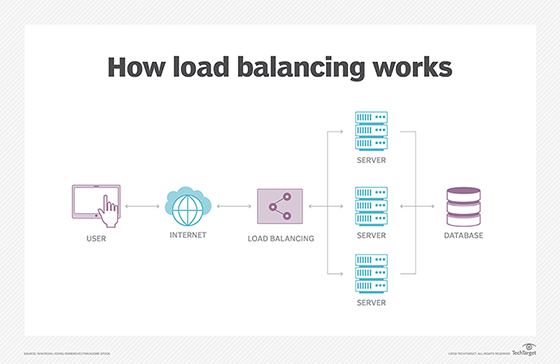 How load balancing works
SERVER
USER
INTERNET
LOAD BALANCING
SERVER
DATABASE
SERVER
TechTarget